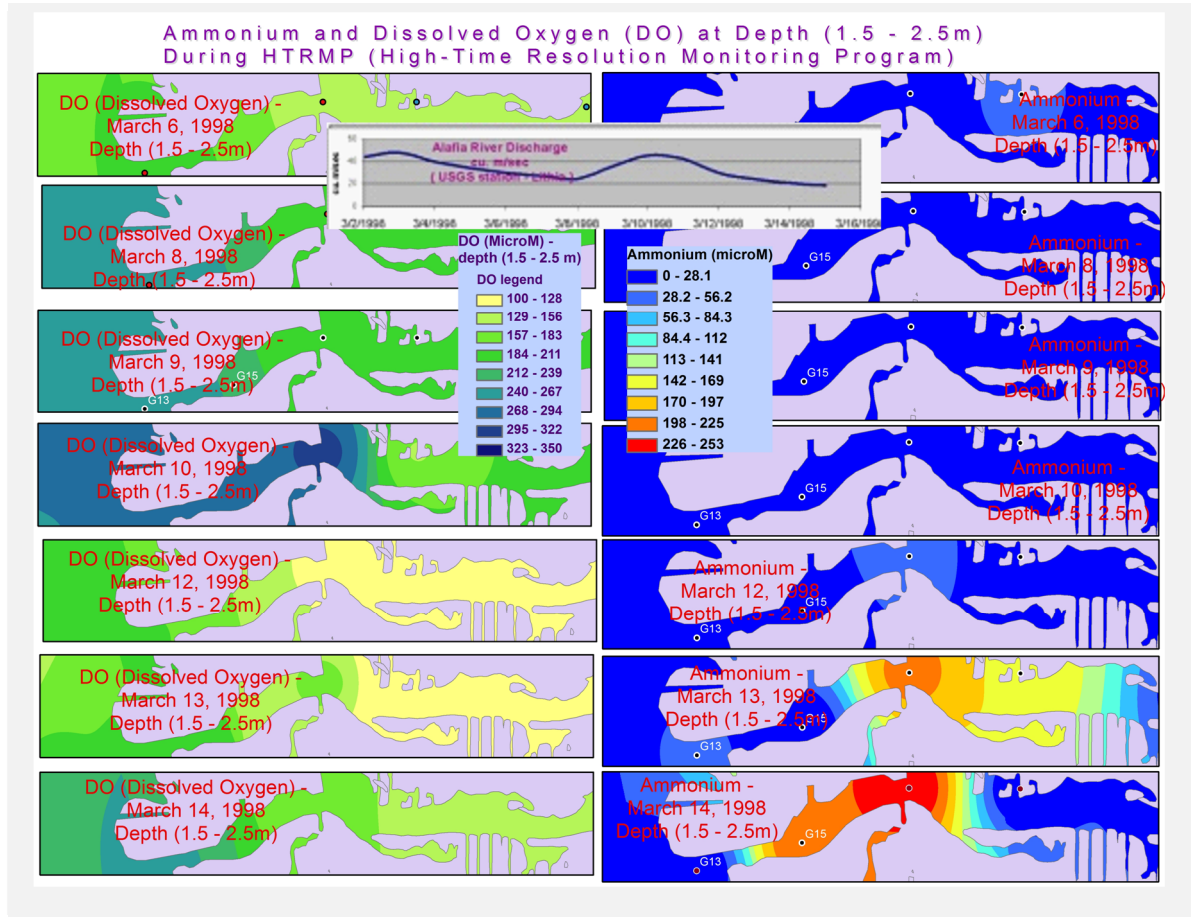 Ammonium and Dissolved Oxygen (DO) at Depth (1.5 - 2.5m)
During HTRMP (High-Time Resolution Monitoring Program)
DO (Dissolved Oxygen) -
March 6, 1998
Depth (1.5 - 2.5m)
Ammonium -
March 6, 1998
Depth (1.5 - 2.5m)
Alafia River Discharge
cu. m/sec
( USGS station - Lithia )
cu. m/sec
0
3/2/1998 3/4/1998 3/6/1998 3/8/1998 3/10/1998 3/12/1998 3/14/1998 3/16/1998
DO (Dissolved Oxygen) -
March 8, 1998
Depth (1.5 - 2.5m)
G15
Ammonium -
March 8, 1998
Depth (1.5 - 2.5m)
DO (MicroM) -
depth (1.5 - 2.5 m)
DO legend
100 - 128
129 - 156
157 - 183
184 - 211
212 - 239
240 - 267
268 - 294
295 - 322
323 - 350
Ammonium (microM)
0 - 28.1
28.2 - 56.2
56.3 - 84.3
84.4 - 112
113 - 141
142 - 169
170 - 197
198 - 225
226 - 253
DO (Dissolved Oxygen) -
March 9, 1998
Depth (1.5 - 2.5m)
G15
G13
G15
Ammonium -
March 9, 1998
Depth (1.5 - 2.5m)
DO (Dissolved Oxygen) -
March 10, 1998
Depth (1.5 - 2.5m)
G15
G13
Ammonium -
March 10, 1998
Depth (1.5 - 2.5m)
DO (Dissolved Oxygen) -
March 12, 1998
Depth (1.5 - 2.5m)
Ammonium -
March 12, 1998
Depth (1.5 - 2.5m)
G15
G13
DO (Dissolved Oxygen) -
March 13, 1998
Depth (1.5 - 2.5m)
Ammonium -
March 13, 1998
Depth (1.5 - 2.5m)
G15
G13
DO (Dissolved Oxygen) -
March 14, 1998
Depth (1.5 - 2.5m)
Ammonium -
March 14, 1998
Depth (1.5 - 2.5m)
G15
G13